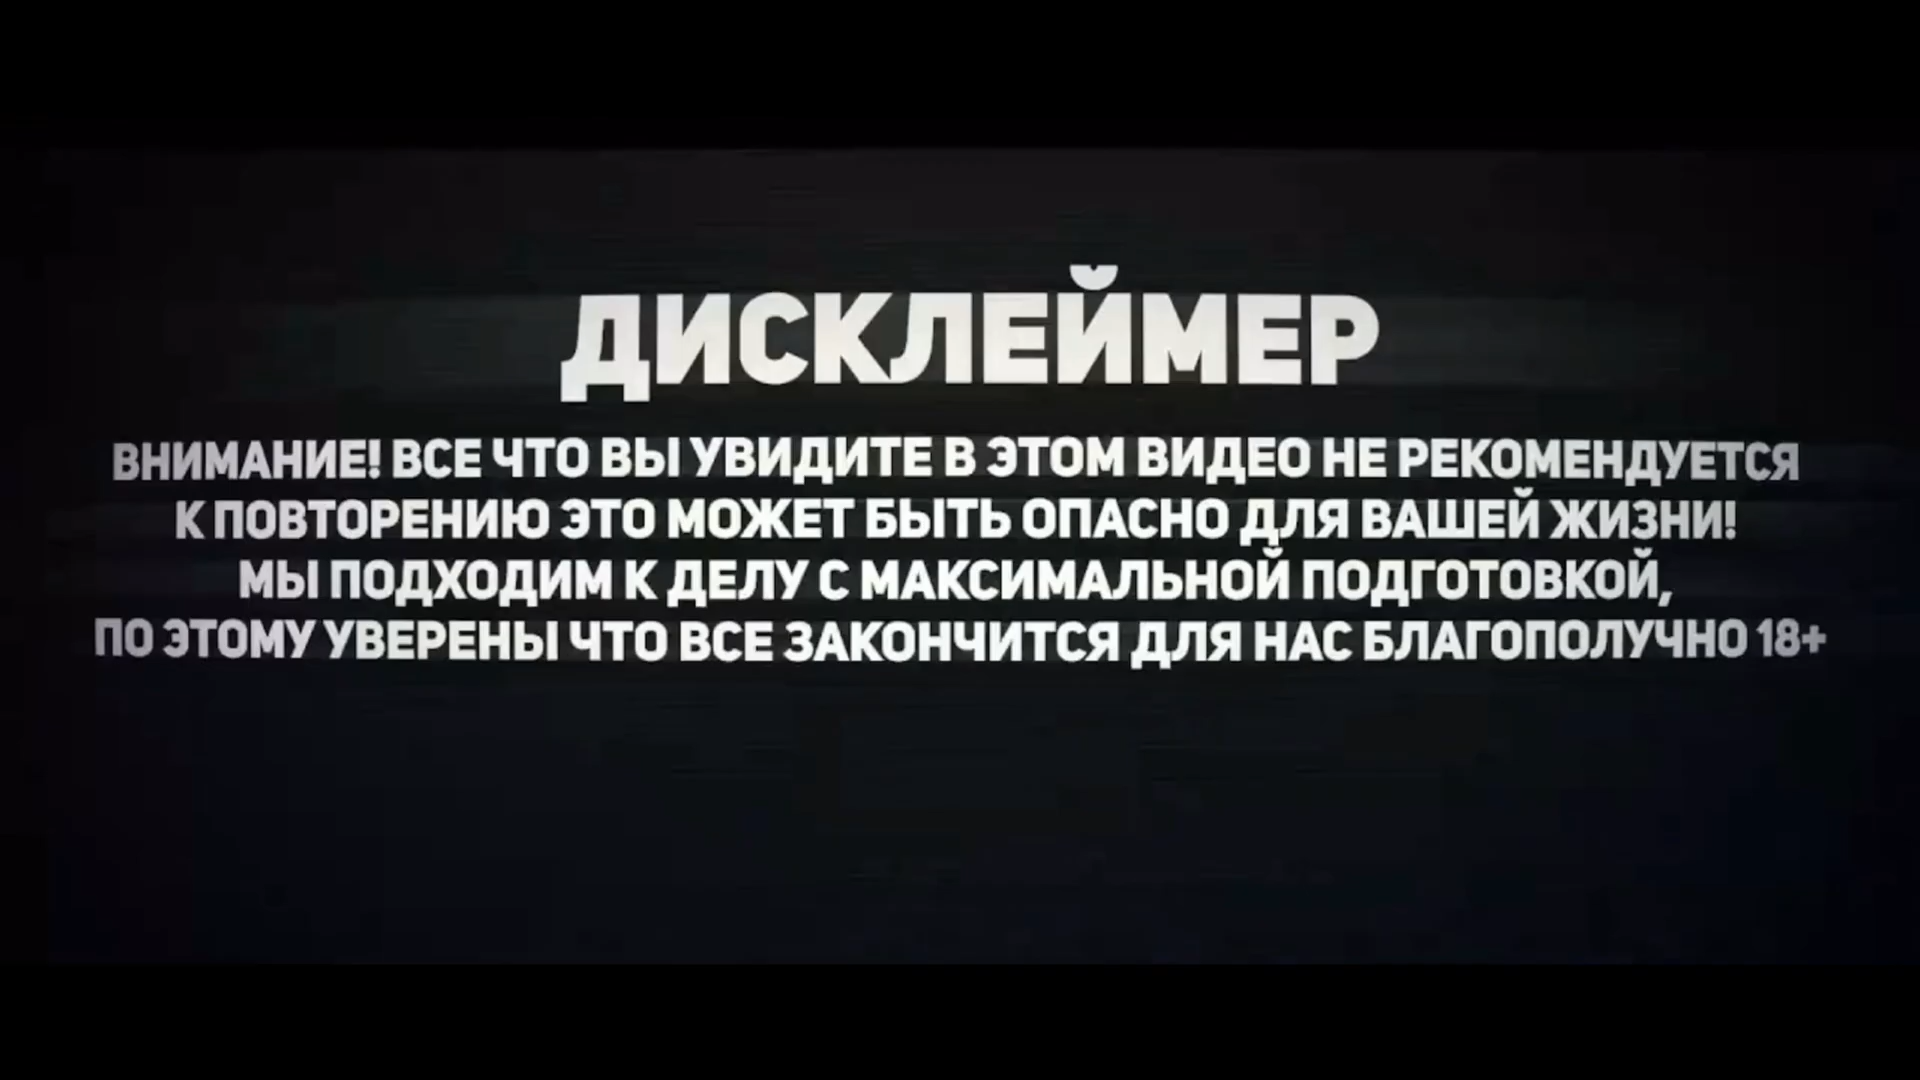 ДИСКЛЕЙМЕР
ВНИМАНИЕ! ВСЕ ЧТО ВЫ УВИДИТЕ В ЭТОМ ВИДЕО НЕ РЕКОМЕНДУЕТСЯ
К ПОВТОРЕНИЮ ЭТО МОЖЕТ БЫТЬ ОПАСНО ДЛЯ ВАШЕЙ ЖИЗНИ!
МЫ ПОДХОДИМ К ДЕЛУ С МАКСИМАЛЬНОЙ ПОДГОТОВКОЙ,
ПО ЭТОМУ УВЕРЕНЫ ЧТО ВСЕ ЗАКОНЧИТСЯ ДЛЯ НАС БЛАГОПОЛУЧНО 18+